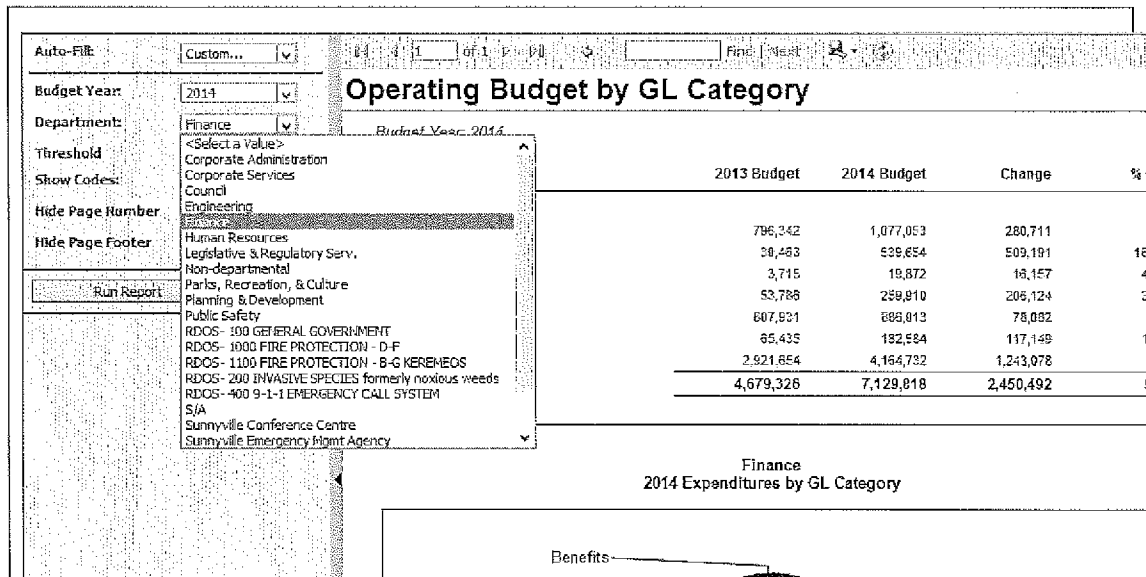 Auto-Fill: Custom...
Budget Year: 2014
Department: Finance
Threshold
Show Codes:
Hide Page Number
Hide Page Footer
Run Report
<Select a Value>
Corporate Administration
Corporate Services
Council
Engineering
Finance
Human Resources
Legislative & Regulatory Serv.
Non-departmental
Parks, Recreation, & Culture
Planning & Development
Public Safety
RDOS- 100 GENERAL GOVERNMENT
RDOS- 1000 FIRE PROTECTION - D-F
RDOS- 1100 FIRE PROTECTION - B-G KEREMEOS
RDOS- 200 INVASIVE SPECIES formerly noxious weeds
RDOS- 400 9-1-1 EMERGENCY CALL SYSTEM
S/A
Sunnyville Conference Centre
Sunnyville Emergency Mgmt Agency
1 of 1 Find | Next
Operating Budget by GL Category
Budget Year: 2014
2013 Budget 2014 Budget Change %
796,342 1,077,053 280,711
30,463 539,654 509,191
3,715 19,872 16,157
53,786 259,910 206,124
807,931 886,013 78,082
65,435 182,584 117,149
2,921,654 4,164,732 1,243,078
4,679,326 7,129,818 2,450,492
Finance
2014 Expenditures by GL Category
Benefits